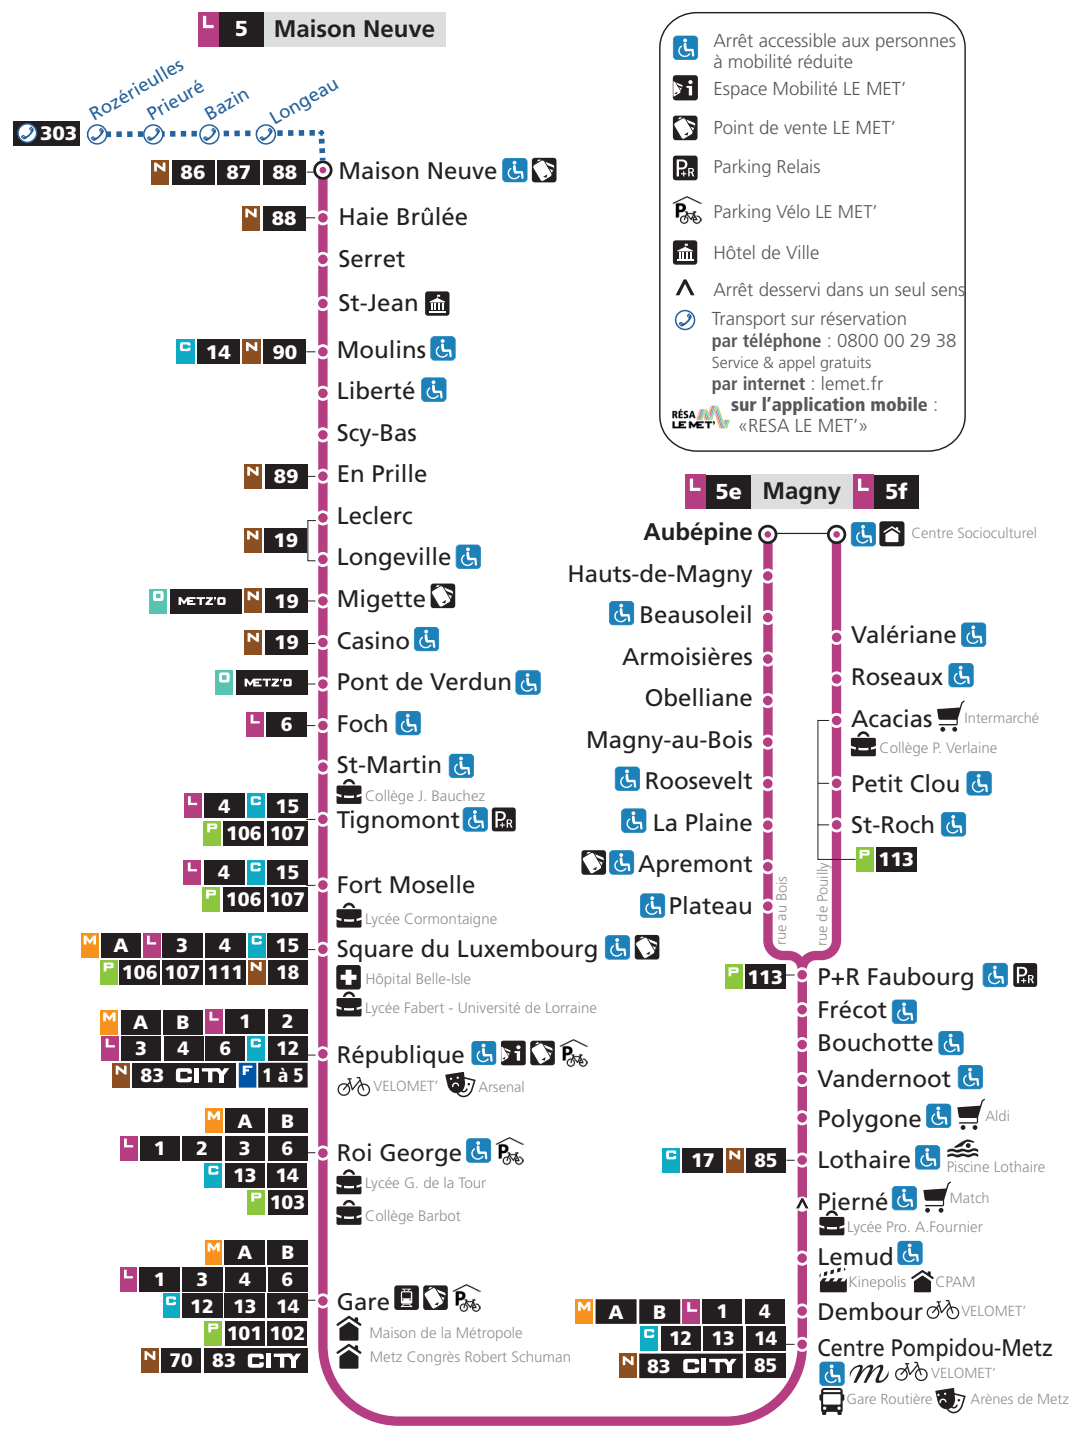 L 5 Maison Neuve
Rozérieulles
Prieuré
Bazin
Longeau
303
N 86 87 88 Maison Neuve
N 88 Haie Brûlée
Serret
St-Jean
C 14 N 90 Moulins
Liberté
Scy-Bas
N 89 En Prille
Leclerc
N 19
Longeville
O METZ'O N 19 Migette
N 19 Casino
O METZ'O Pont de Verdun
L 6 Foch
St-Martin
Collège J. Bauchez
L 4 C 15
Tignomont P+R
P 106 107
L 4 C 15
Fort Moselle
P 106 107
Lycée Cormontaigne
M A L 3 4 C 15
Square du Luxembourg
P 106 107 111 N 18
Hôpital Belle-Isle
Lycée Fabert - Université de Lorraine
M A B L 1 2
L 3 4 6 C 12
République P
N 83 CITY F 1 à 5
VELOMET' Arsenal
M A B
L 1 2 3 6
Roi George P
C 13 14
Lycée G. de la Tour
P 103
Collège Barbot
M A B
L 1 3 4 6
C 12 13 14
Gare P
P 101 102
Maison de la Métropole
N 70 83 CITY
Metz Congrès Robert Schuman
Arrêt accessible aux personnes
à mobilité réduite
Espace Mobilité LE MET'
Point de vente LE MET'
P+R Parking Relais
P Parking Vélo LE MET'
Hôtel de Ville
Arrêt desservi dans un seul sens
Transport sur réservation
par téléphone : 0800 00 29 38
Service & appel gratuits
par internet : lemet.fr
RÉSA LE MET' sur l'application mobile :
«RESA LE MET'»
L 5e Magny L 5f
Aubépine
Centre Socioculturel
Hauts-de-Magny
Beausoleil
Armoisières
Obelliane
Magny-au-Bois
Roosevelt
La Plaine
Apremont
Plateau
rue au Bois
Valériane
Roseaux
Acacias Intermarché
Collège P. Verlaine
Petit Clou
St-Roch
P 113
rue de Pouilly
P 113 P+R Faubourg P+R
Frécot
Bouchotte
Vandernoot
Polygone Aldi
C 17 N 85 Lothaire
Piscine Lothaire
Pierné Match
Lycée Pro. A.Fournier
Lemud
Kinepolis CPAM
Dembour VELOMET'
M A B L 1 4
C 12 13 14
N 83 CITY 85
Centre Pompidou-Metz
m VELOMET'
Gare Routière Arènes de Metz